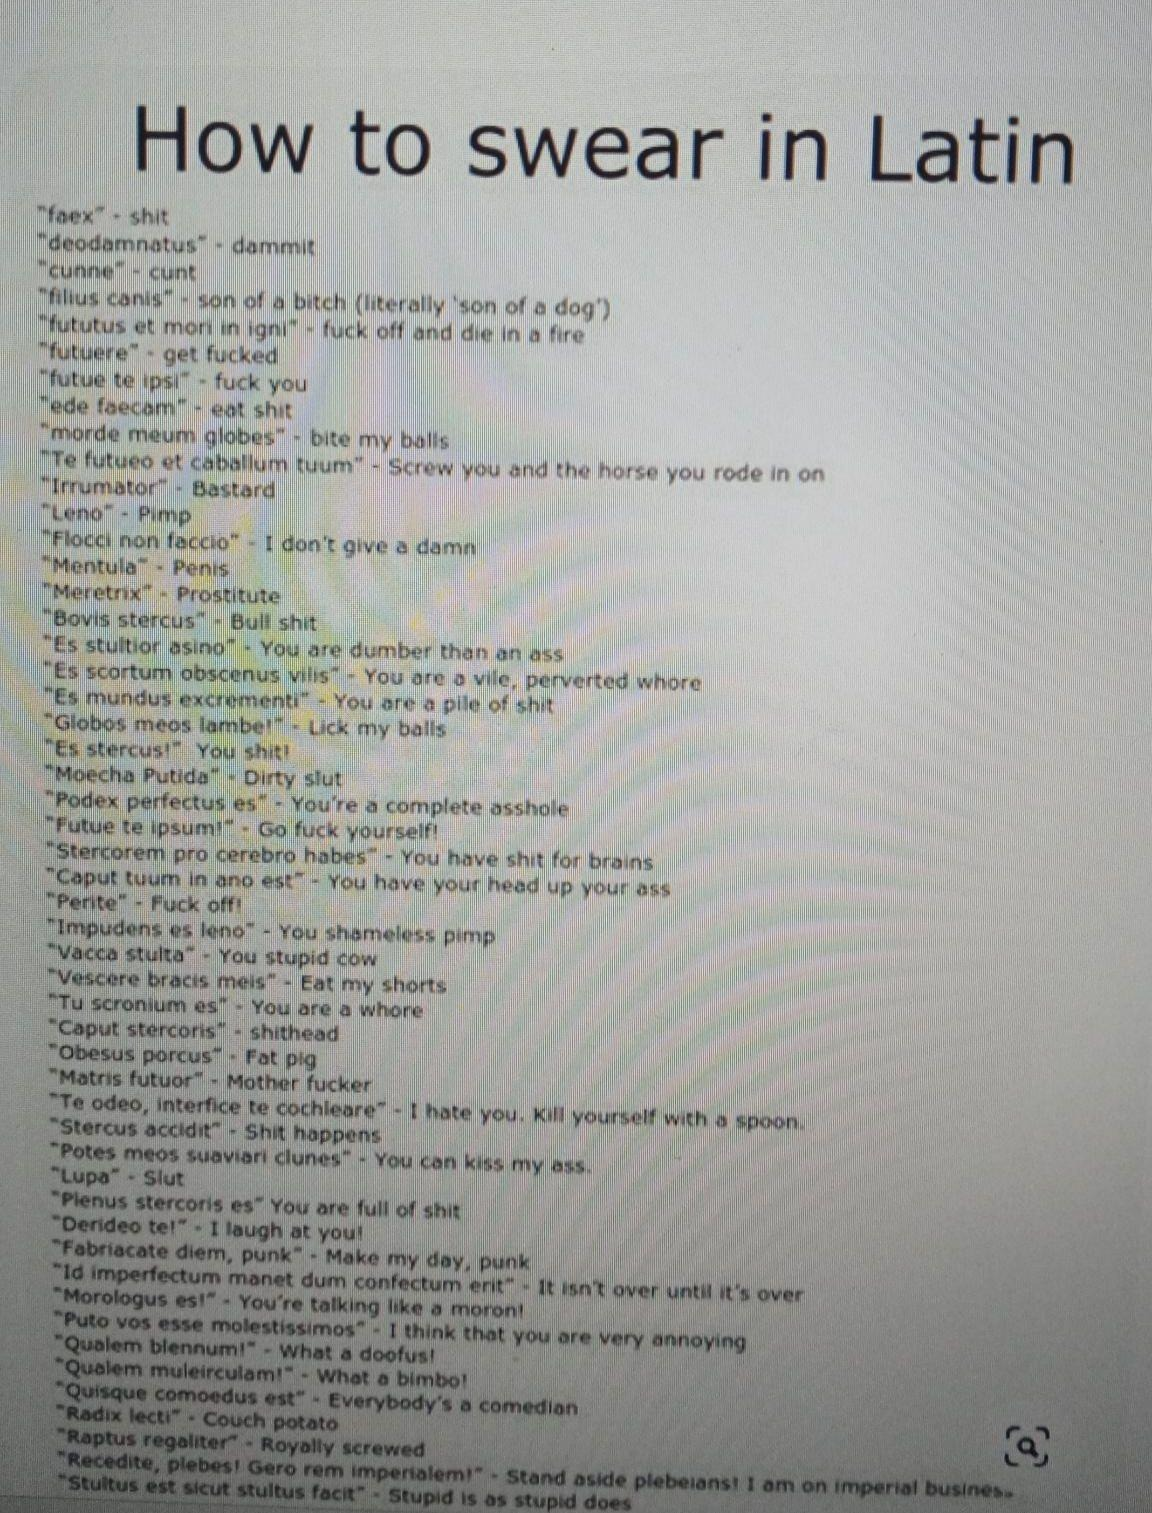 How to swear in Latin
"faex" - shit
"deodamnatus" - dammit
"cunne" - cunt
"filius canis" - son of a bitch (literally 'son of a dog')
"fututus et mori in igni" - fuck off and die in a fire
"futuere" - get fucked
"futue te ipsi" - fuck you
"ede faecam" - eat shit
"morde meum globes" - bite my balls
"Te futueo et caballum tuum" - Screw you and the horse you rode in on
"Irrumator" - Bastard
"Leno" - Pimp
"Flocci non faccio" - I don't give a damn
"Mentula" - Penis
"Meretrix" - Prostitute
"Bovis stercus" - Bull shit
"Es stultior asino" - You are dumber than an ass
"Es scortum obscenus vilis" - You are a vile, perverted whore
"Es mundus excrementi" - You are a pile of shit
"Globos meos lambe!" - Lick my balls
"Es stercus!" You shit!
"Moecha Putida" - Dirty slut
"Podex perfectus es" - You're a complete asshole
"Futue te ipsum!" - Go fuck yourself!
"Stercorem pro cerebro habes" - You have shit for brains
"Caput tuum in ano est" - You have your head up your ass
"Perite" - Fuck off!
"Impudens es leno" - You shameless pimp
"Vacca stulta" - You stupid cow
"Vescere bracis meis" - Eat my shorts
"Tu scronium es" - You are a whore
"Caput stercoris" - shithead
"Obesus porcus" - Fat pig
"Matris futuor" - Mother fucker
"Te odeo, interfice te cochleare" - I hate you. Kill yourself with a spoon.
"Stercus accidit" - Shit happens
"Potes meos suaviari clunes" - You can kiss my ass.
"Lupa" - Slut
"Plenus stercoris es" You are full of shit
"Derideo te!" - I laugh at you!
"Fabriacate diem, punk" - Make my day, punk
"Id imperfectum manet dum confectum erit" - It isn't over until it's over
"Morologus es!" - You're talking like a moron!
"Puto vos esse molestissimos" - I think that you are very annoying
"Qualem blennum!" - What a doofus!
"Qualem muleirculam!" - What a bimbo!
"Quisque comoedus est" - Everybody's a comedian
"Radix lecti" - Couch potato
"Raptus regaliter" - Royally screwed
"Recedite, plebes! Gero rem imperialem!" - Stand aside plebeians! I am on imperial busines..
"Stultus est sicut stultus facit" - Stupid is as stupid does